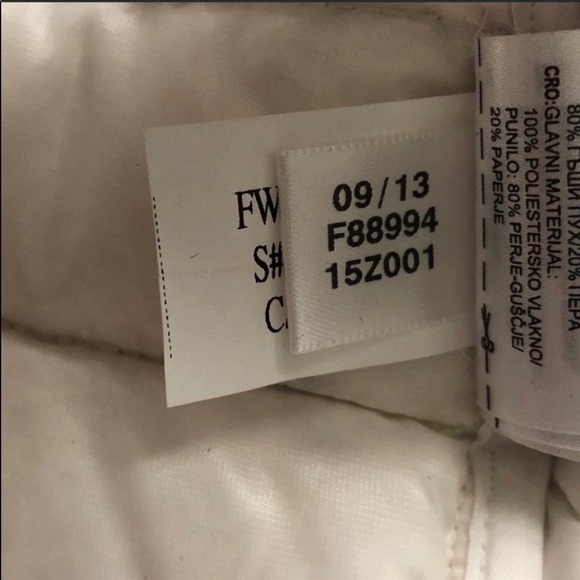 FW
S#
C
09/13
F88994
15Z001
80% ГЪШИ ПУХ/20% ПЕРА
CRO:GLAVNI MATERIJAL:
100% POLIESTERSKO VLAKNO/
PUNILO: 80% PERJE-GUŠČJE/
20% PAPERJE